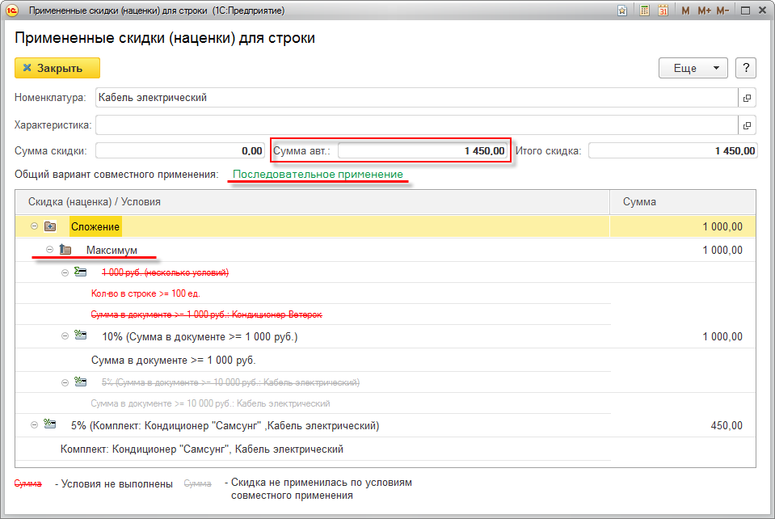 Примененные скидки (наценки) для строки (1С:Предприятие)
M M+ M-
Примененные скидки (наценки) для строки
Закрыть
Еще
?
Номенклатура: Кабель электрический
Характеристика:
Сумма скидки: 0,00 Сумма авт.: 1 450,00 Итого скидка: 1 450,00
Общий вариант совместного применения: Последовательное применение
Скидка (наценка) / Условия Сумма
Сложение 1 000,00
Максимум 1 000,00
1 000 руб. (несколько условий)
Кол-во в строке >= 100 ед.
Сумма в документе >= 1 000 руб.: Кондиционер Ветерок
10% (Сумма в документе >= 1 000 руб.) 1 000,00
Сумма в документе >= 1 000 руб.
5% (Сумма в документе >= 10 000 руб.: Кабель электрический)
Сумма в документе >= 10 000 руб.: Кабель электрический
5% (Комплект: Кондиционер "Самсунг" ,Кабель электрический) 450,00
Комплект: Кондиционер "Самсунг", Кабель электрический
Сумма - Условия не выполнены Сумма - Скидка не применилась по условиям
совместного применения